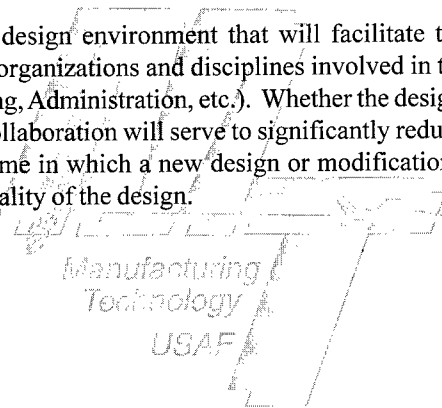 design environment that will facilitate t
organizations and disciplines involved in t
ng, Administration, etc.). Whether the desig
ollaboration will serve to significantly redu
me in which a new design or modification
ality of the design.
Manufacturing
Technology
USAF